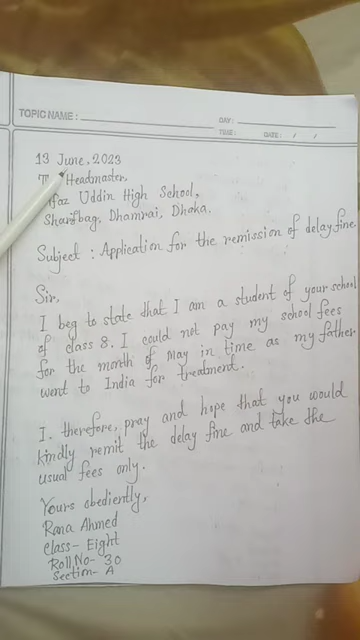 TOPIC NAME :
DAY :
TIME : DATE : / /
13 June, 2023
Headmaster,
Uddin High School,
Sharifbag, Dhamrai, Dhaka.
Subject : Application for the remission of delay fine.
Sir,
I beg to state that I am a student of your school
of class 8. I could not pay my school fees
for the month of May in time as my father
went to India for treatment.
I therefore, pray and hope that you would
kindly remit the delay fine and take the
usual fees only.
Yours obediently,
Rana Ahmed
Class- Eight
Roll No- 30
Section- A